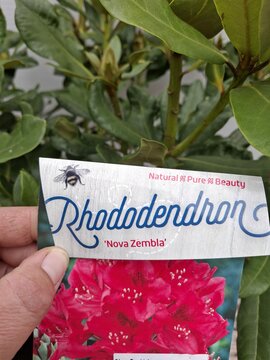 Natural & Pure & Beauty
Rhododendron
'Nova Zembla'